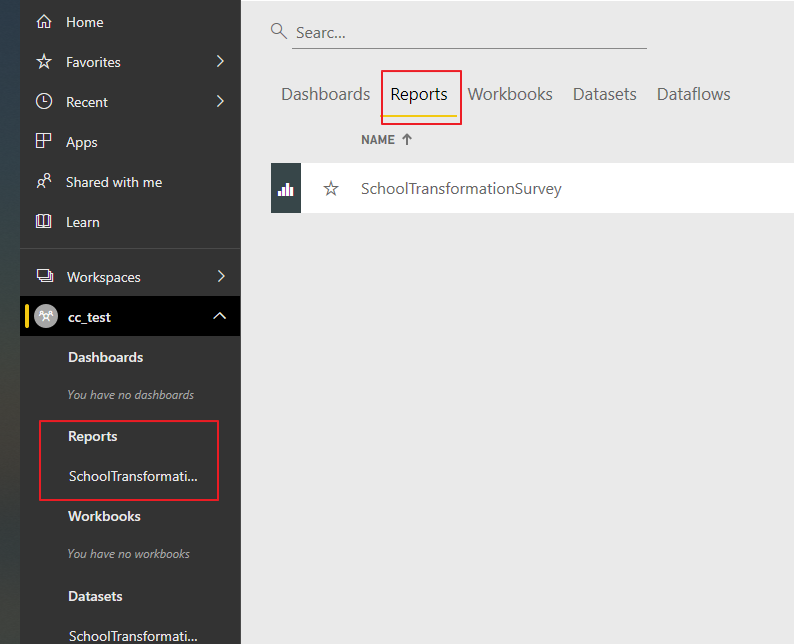 Home
Favorites
Recent
Apps
Shared with me
Learn
Workspaces
cc_test
Dashboards
You have no dashboards
Reports
SchoolTransformati...
Workbooks
You have no workbooks
Datasets
SchoolTransformati...
Searc...
Dashboards Reports Workbooks Datasets Dataflows
NAME
SchoolTransformationSurvey